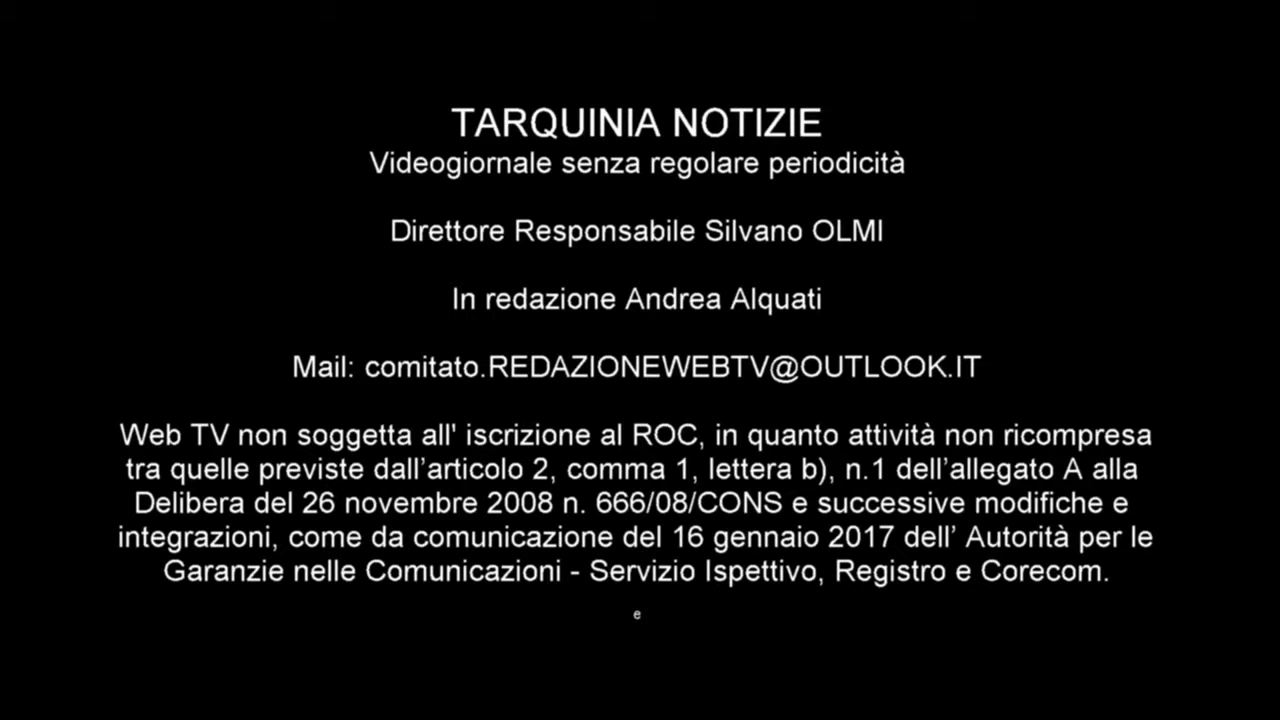 TARQUINIA NOTIZIE
Videogiornale senza regolare periodicità
Direttore Responsabile Silvano OLMI
In redazione Andrea Alquati
Mail: comitato.REDAZIONEWEBTV@OUTLOOK.IT
Web TV non soggetta all' iscrizione al ROC, in quanto attività non ricompresa
tra quelle previste dall’articolo 2, comma 1, lettera b), n.1 dell’allegato A alla
Delibera del 26 novembre 2008 n. 666/08/CONS e successive modifiche e
integrazioni, come da comunicazione del 16 gennaio 2017 dell’ Autorità per le
Garanzie nelle Comunicazioni - Servizio Ispettivo, Registro e Corecom.
e